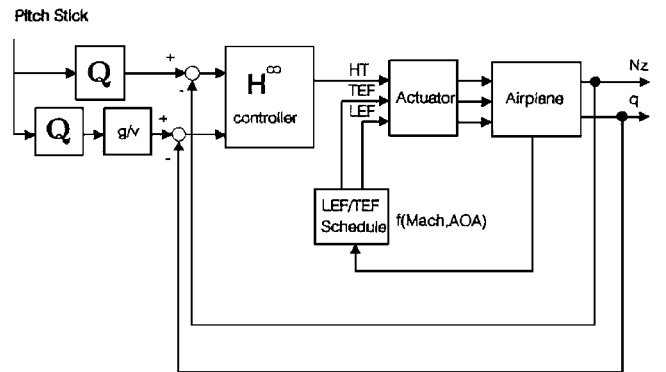 Pitch Stick
Q
+
-
H∞
controller
HT
TEF
LEF
Actuator
Airplane
Nz
q
Q
g/v
+
-
LEF/TEF
Schedule
f(Mach,AOA)